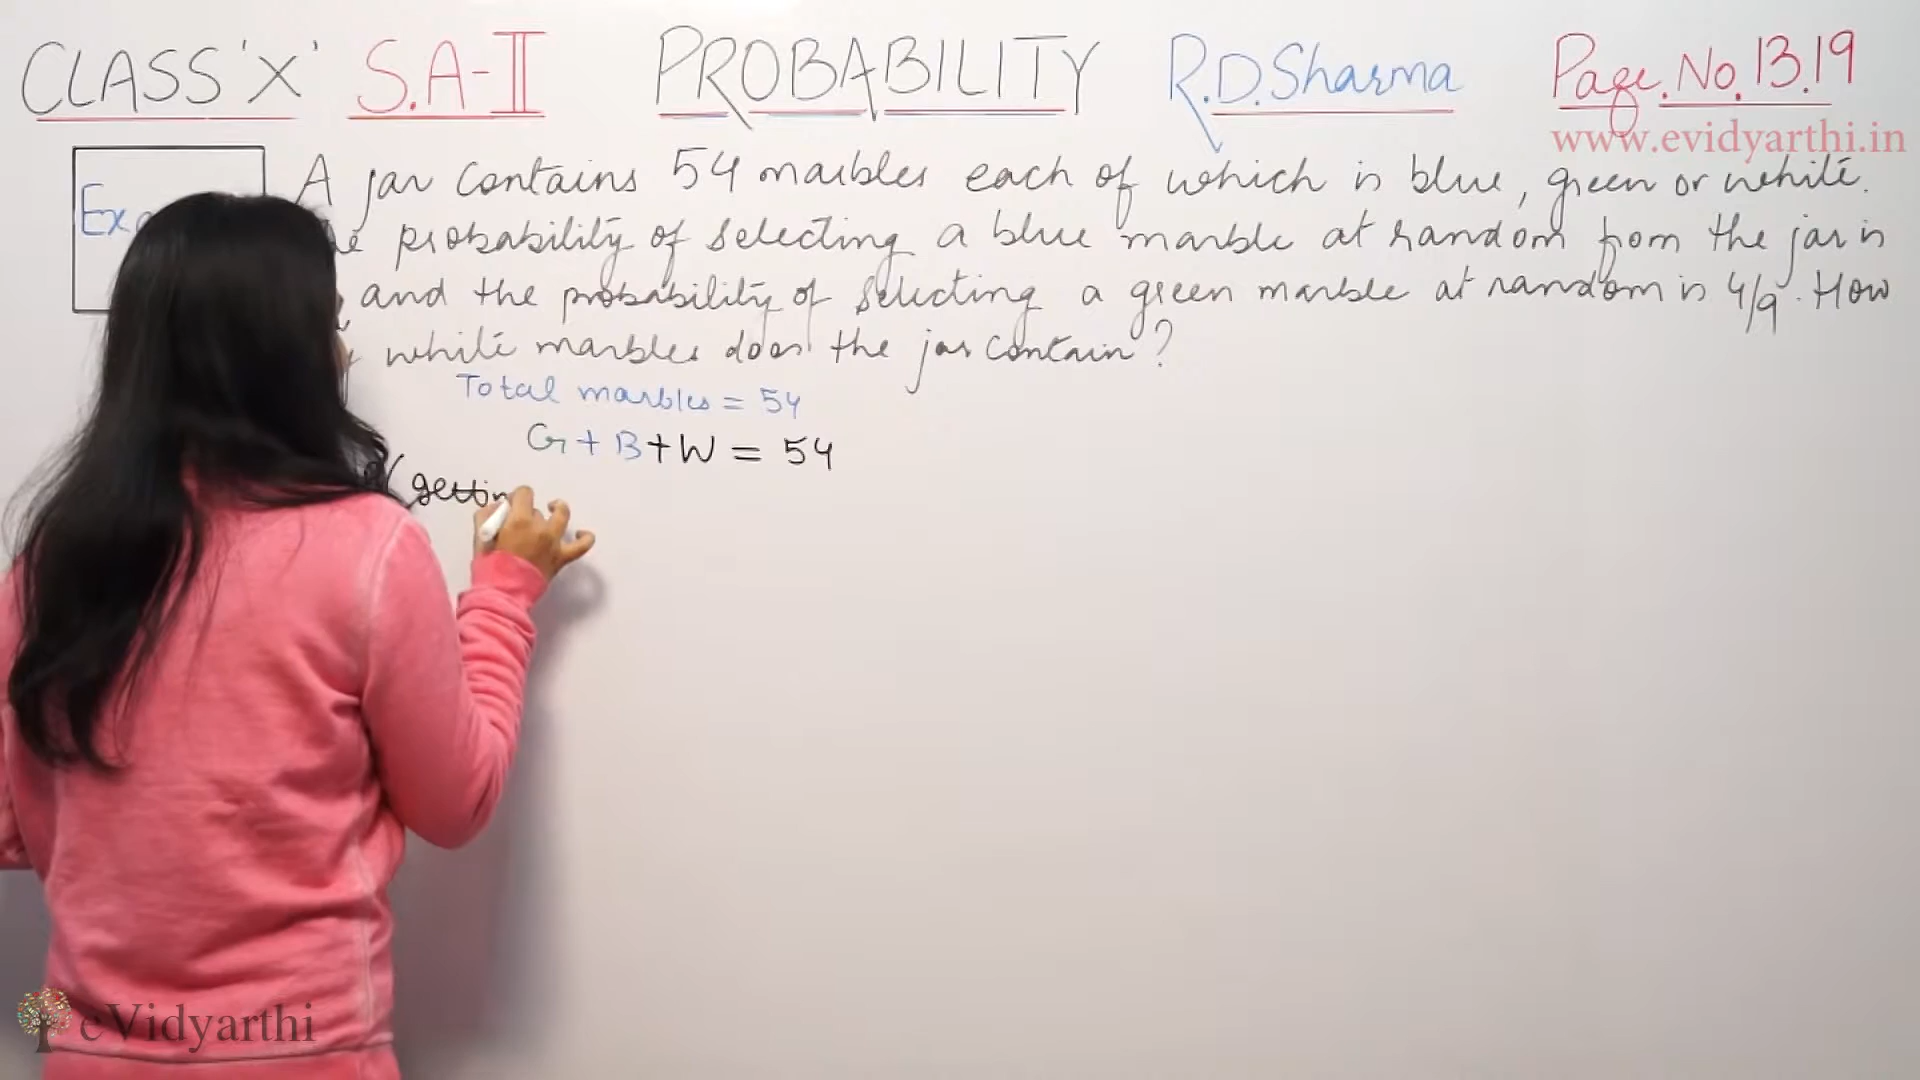 CLASS 'X' S.A-II PROBABILITY R.D.Sharma Page.No.13.19
www.evidyarthi.in
A jar contains 54 marbles each of which is blue, green or white.
probability of selecting a blue marble at random from the jar is
and the probability of selecting a green marble at random is 4/9. How
white marbles does the jar contain?
Total marbles = 54
G + B + W = 54
eVidyarthi